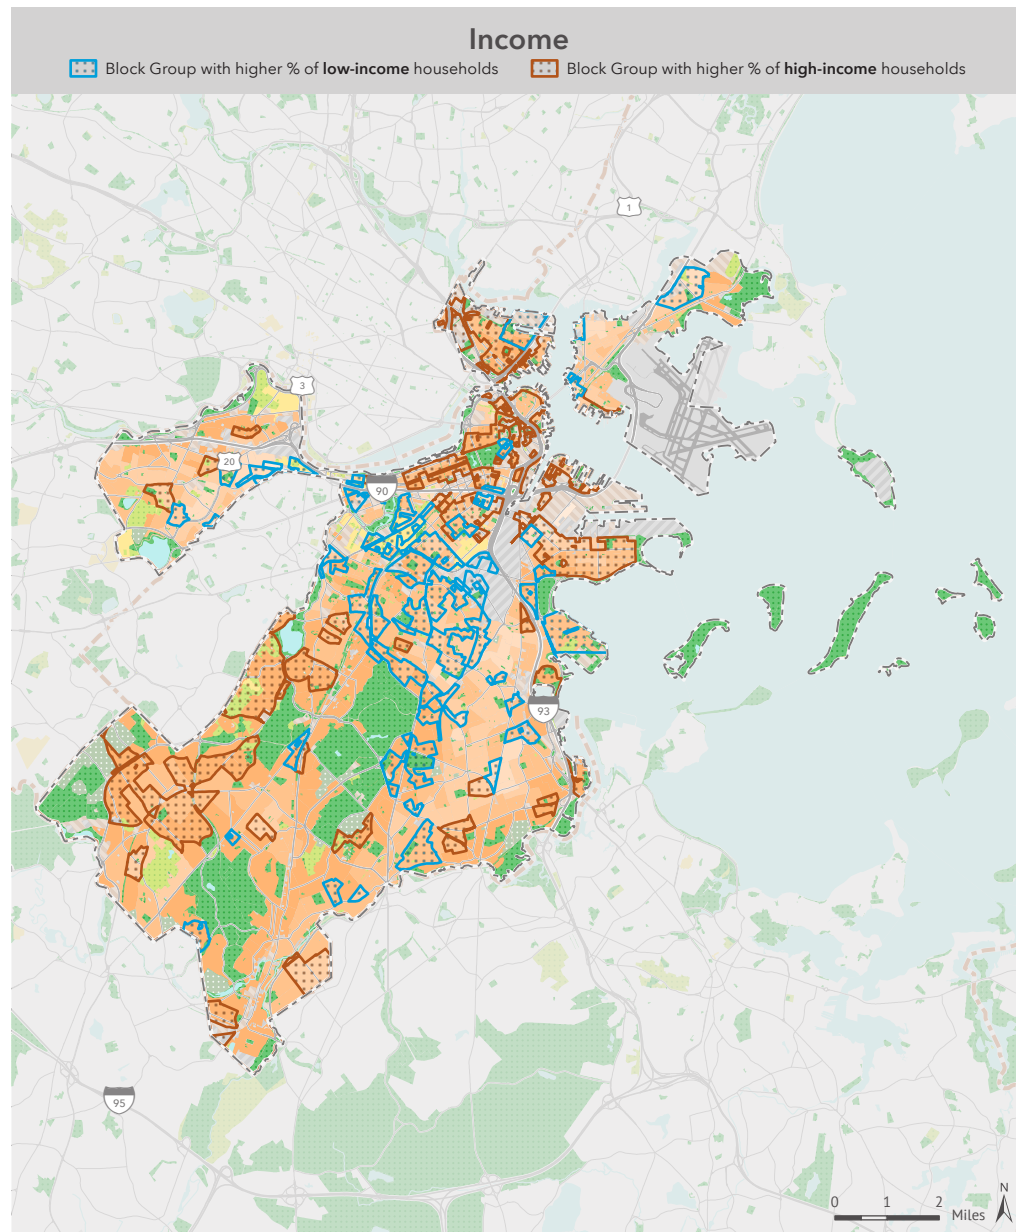 Income
Block Group with higher % of low-income households
Block Group with higher % of high-income households
1
3
20
90
93
95
0 1 2
Miles
N